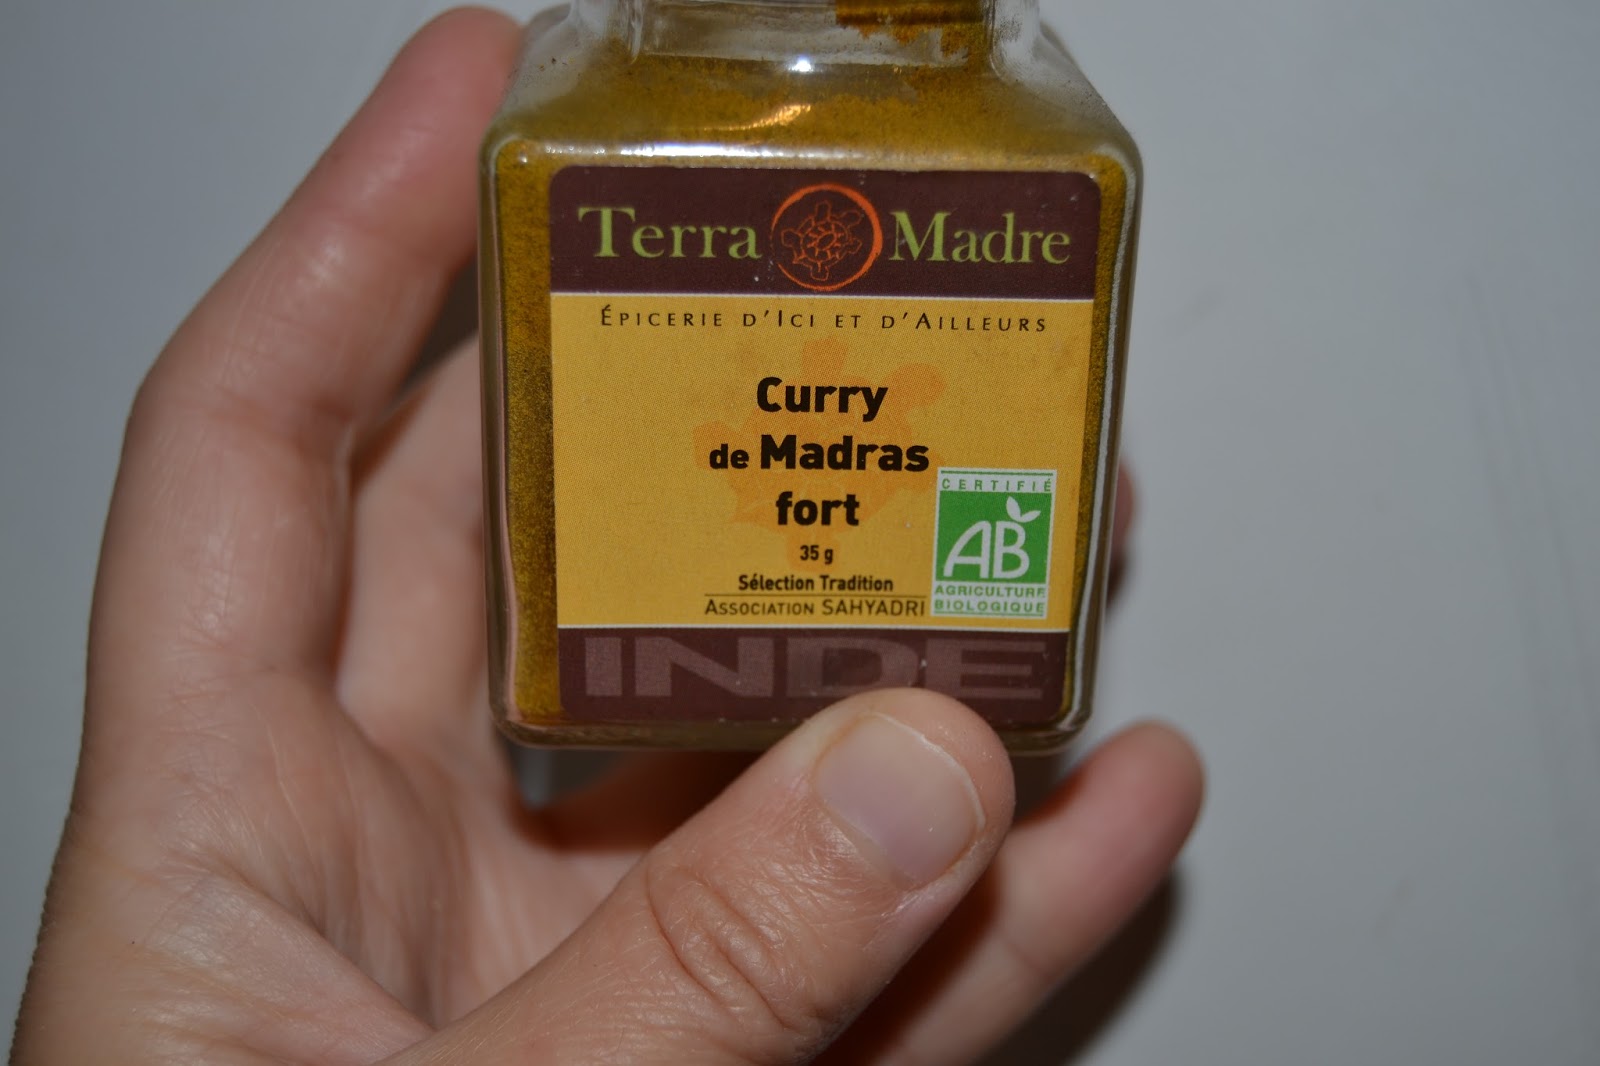 Terra Madre
Épicerie d'Ici et d'Ailleurs
Curry
de Madras
fort
35 g
Sélection Tradition
Association SAHYADRI
CERTIFIÉ
AB
AGRICULTURE
BIOLOGIQUE
INDE